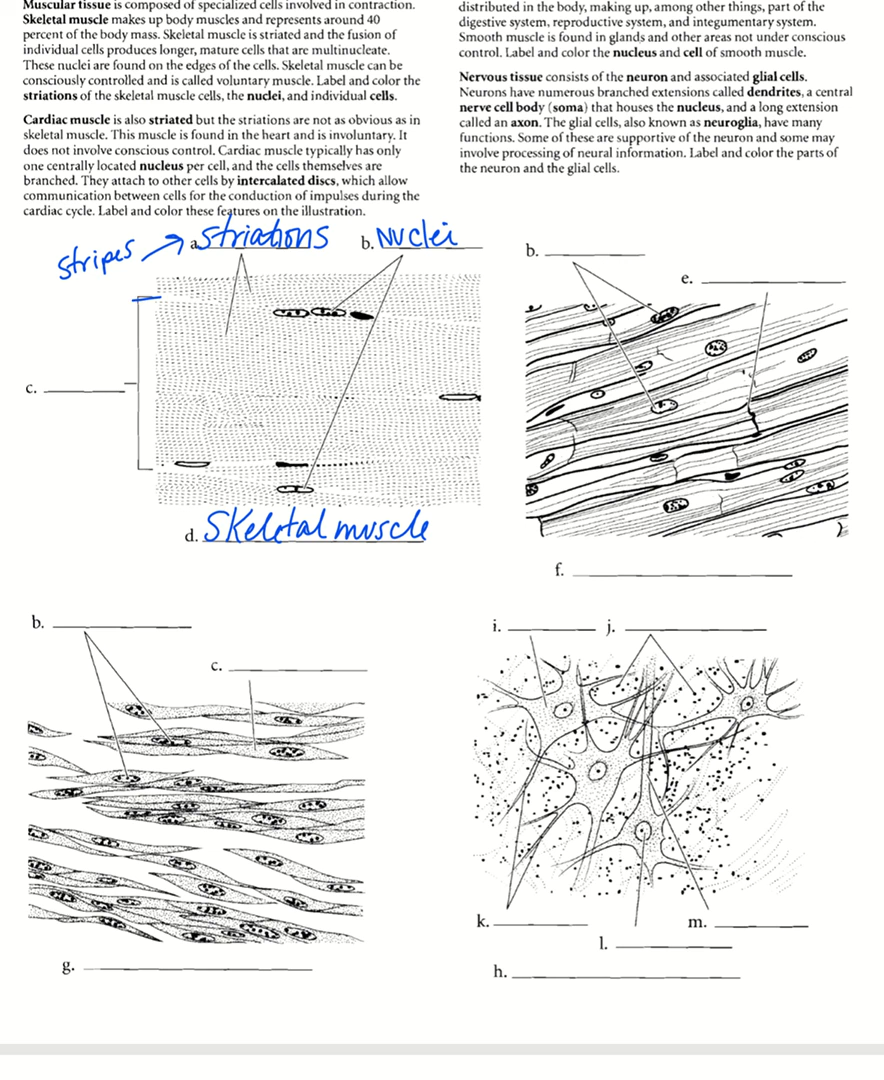 Muscular tissue is composed of specialized cells involved in contraction.
Skeletal muscle makes up body muscles and represents around 40
percent of the body mass. Skeletal muscle is striated and the fusion of
individual cells produces longer, mature cells that are multinucleate.
These nuclei are found on the edges of the cells. Skeletal muscle can be
consciously controlled and is called voluntary muscle. Label and color the
striations of the skeletal muscle cells, the nuclei, and individual cells.
Cardiac muscle is also striated but the striations are not as obvious as in
skeletal muscle. This muscle is found in the heart and is involuntary. It
does not involve conscious control. Cardiac muscle typically has only
one centrally located nucleus per cell, and the cells themselves are
branched. They attach to other cells by intercalated discs, which allow
communication between cells for the conduction of impulses during the
cardiac cycle. Label and color these features on the illustration.
distributed in the body, making up, among other things, part of the
digestive system, reproductive system, and integumentary system.
Smooth muscle is found in glands and other areas not under conscious
control. Label and color the nucleus and cell of smooth muscle.
Nervous tissue consists of the neuron and associated glial cells.
Neurons have numerous branched extensions called dendrites, a central
nerve cell body (soma) that houses the nucleus, and a long extension
called an axon. The glial cells, also known as neuroglia, have many
functions. Some of these are supportive of the neuron and some may
involve processing of neural information. Label and color the parts of
the neuron and the glial cells.
stripes a. striations b. Nuclei
c.
d. Skeletal muscle
b.
e.
f.
b.
c.
g.
i. j.
k. m.
l.
h.